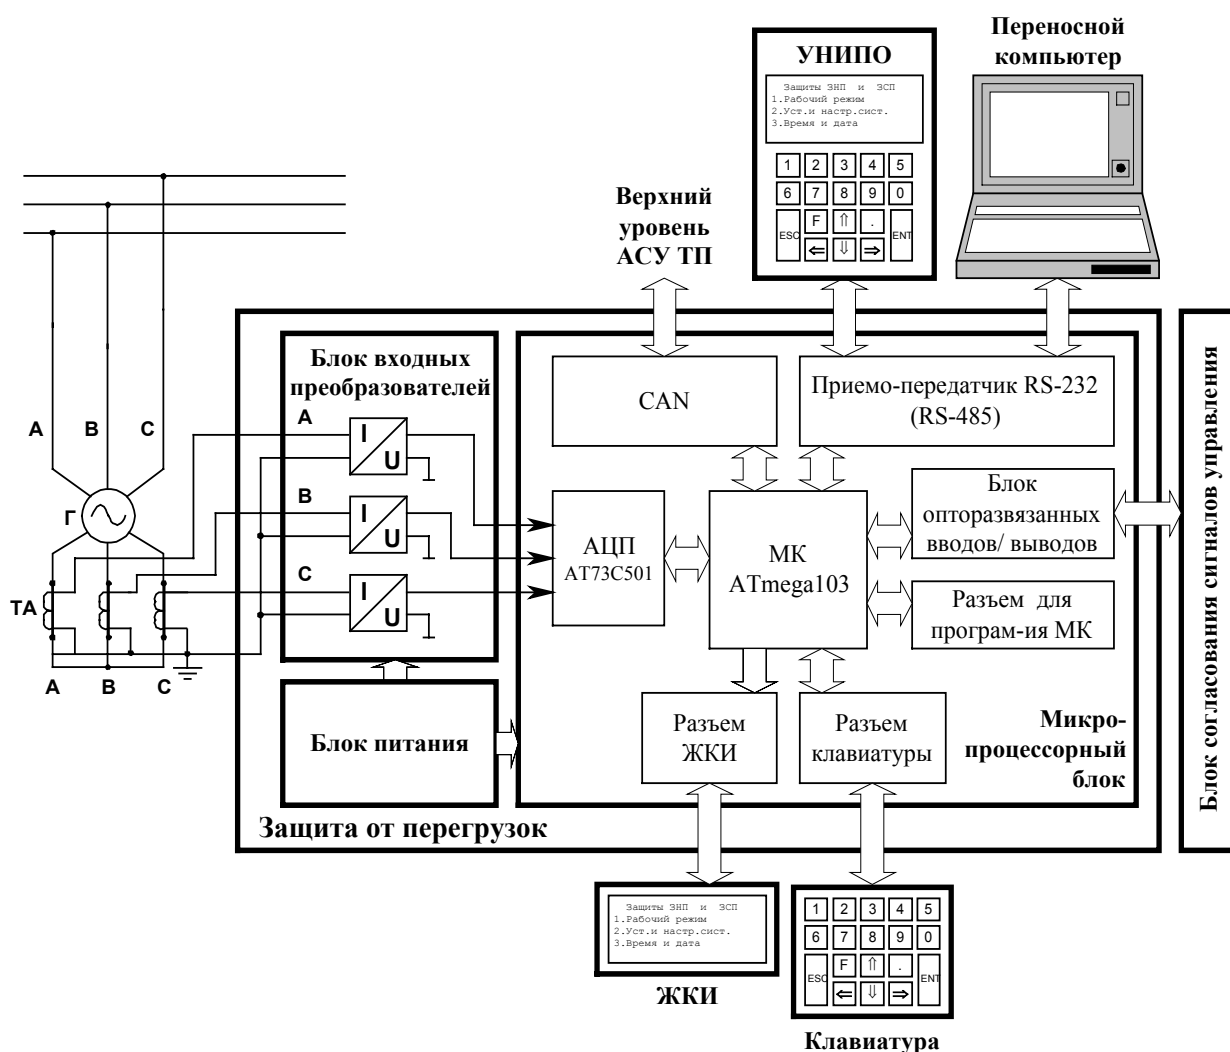 УНИПО
Защиты ЗНП и ЗСП
1.Рабочий режим
2.Уст.и настр.сист.
3.Время и дата
1 2 3 4 5
6 7 8 9 0
ESC F ⇑ . ENT
⇐ ⇓ ⇒
Переносной
компьютер
Верхний
уровень
АСУ ТП
Блок входных
преобразователей
A
I
U
B
I
U
C
I
U
A B C
Г
TA
A B C
CAN
Приемо-передатчик RS-232
(RS-485)
АЦП
AT73C501
МК
ATmega103
Блок
опторазвязанных
вводов/ выводов
Разъем для
програм-ия МК
Разъем
ЖКИ
Разъем
клавиатуры
Микро-
процессорный
блок
Блок питания
Защита от перегрузок
Блок согласования сигналов управления
Защиты ЗНП и ЗСП
1.Рабочий режим
2.Уст.и настр.сист.
3.Время и дата
ЖКИ
1 2 3 4 5
6 7 8 9 0
ESC F ⇑ . ENT
⇐ ⇓ ⇒
Клавиатура